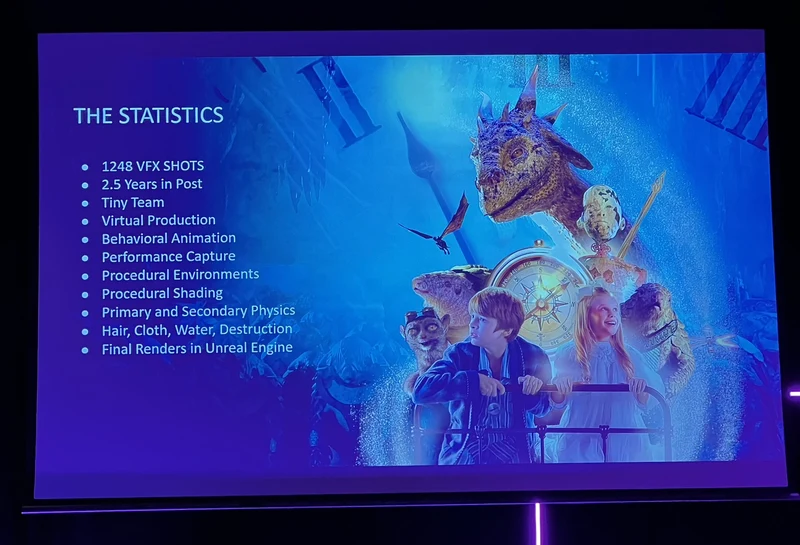 THE STATISTICS
● 1248 VFX SHOTS
● 2.5 Years in Post
● Tiny Team
● Virtual Production
● Behavioral Animation
● Performance Capture
● Procedural Environments
● Procedural Shading
● Primary and Secondary Physics
● Hair, Cloth, Water, Destruction
● Final Renders in Unreal Engine